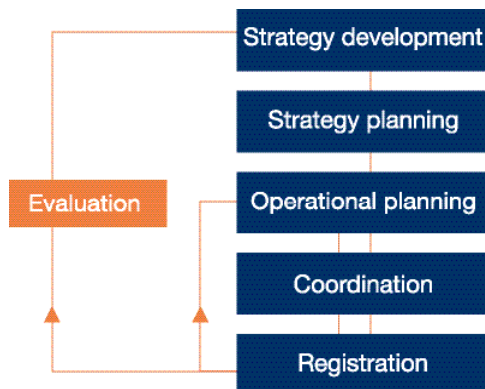 Strategy development
Strategy planning
Evaluation
Operational planning
Coordination
Registration